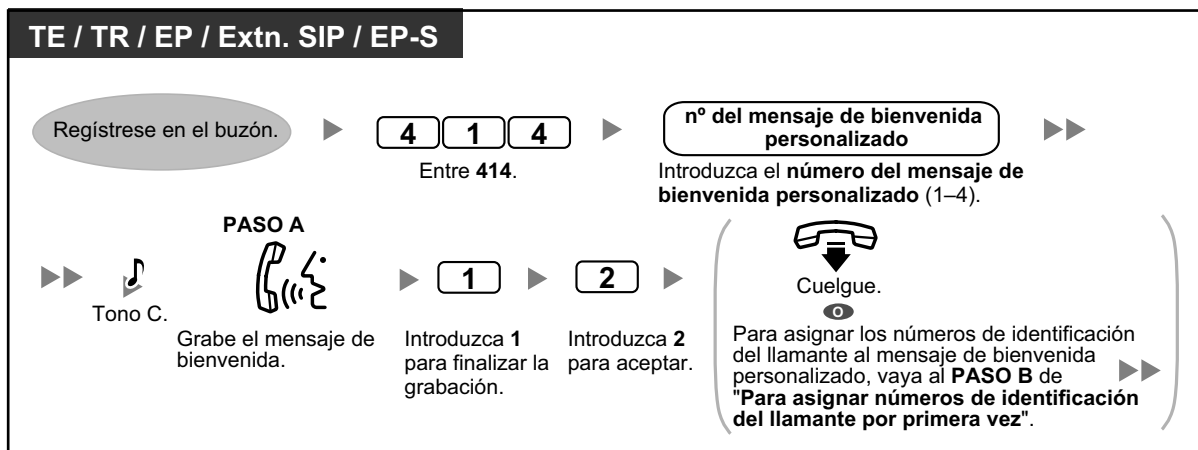 TE / TR / EP / Extn. SIP / EP-S
Regístrese en el buzón.
4 1 4
Entre 414.
nº del mensaje de bienvenida
personalizado
Introduzca el número del mensaje de
bienvenida personalizado (1–4).
Tono C.
PASO A
Grabe el mensaje de
bienvenida.
1
Introduzca 1
para finalizar la
grabación.
2
Introduzca 2
para aceptar.
Cuelgue.
O
Para asignar los números de identificación
del llamante al mensaje de bienvenida
personalizado, vaya al PASO B de
"Para asignar números de identificación
del llamante por primera vez".